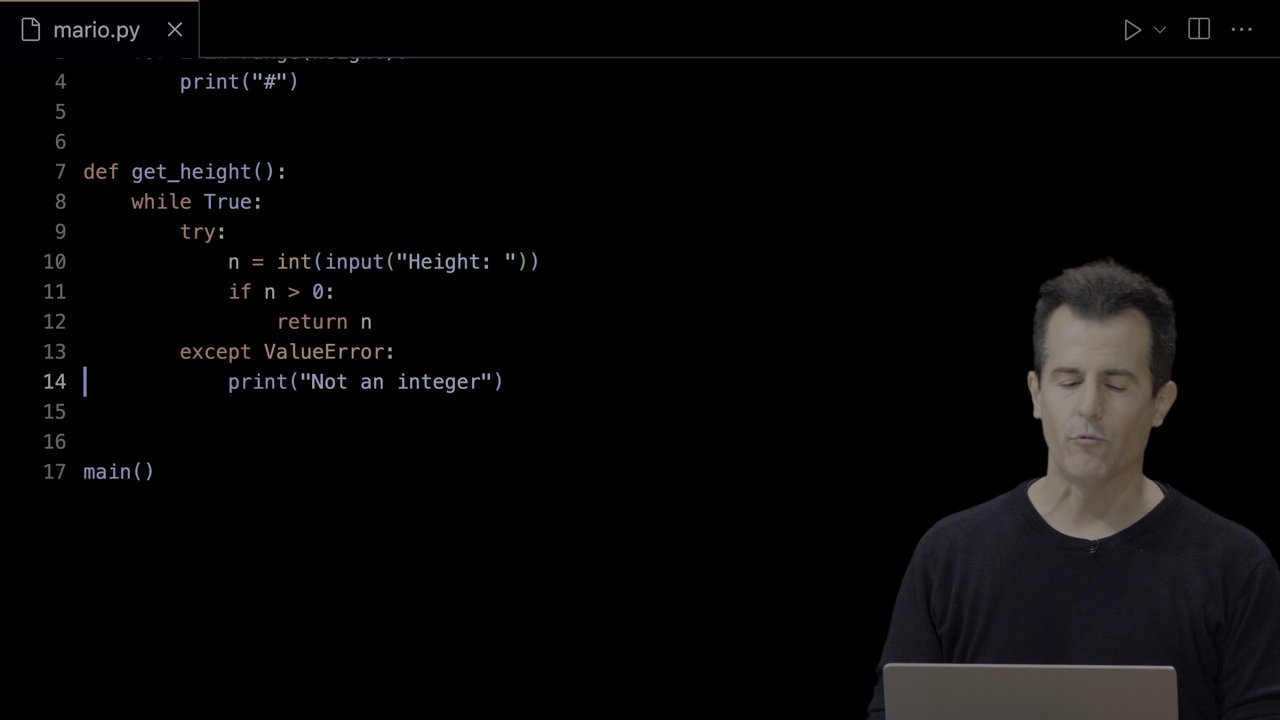 mario.py
4 print("#")
5
6
7 def get_height():
8 while True:
9 try:
10 n = int(input("Height: "))
11 if n > 0:
12 return n
13 except ValueError:
14 print("Not an integer")
15
16
17 main()